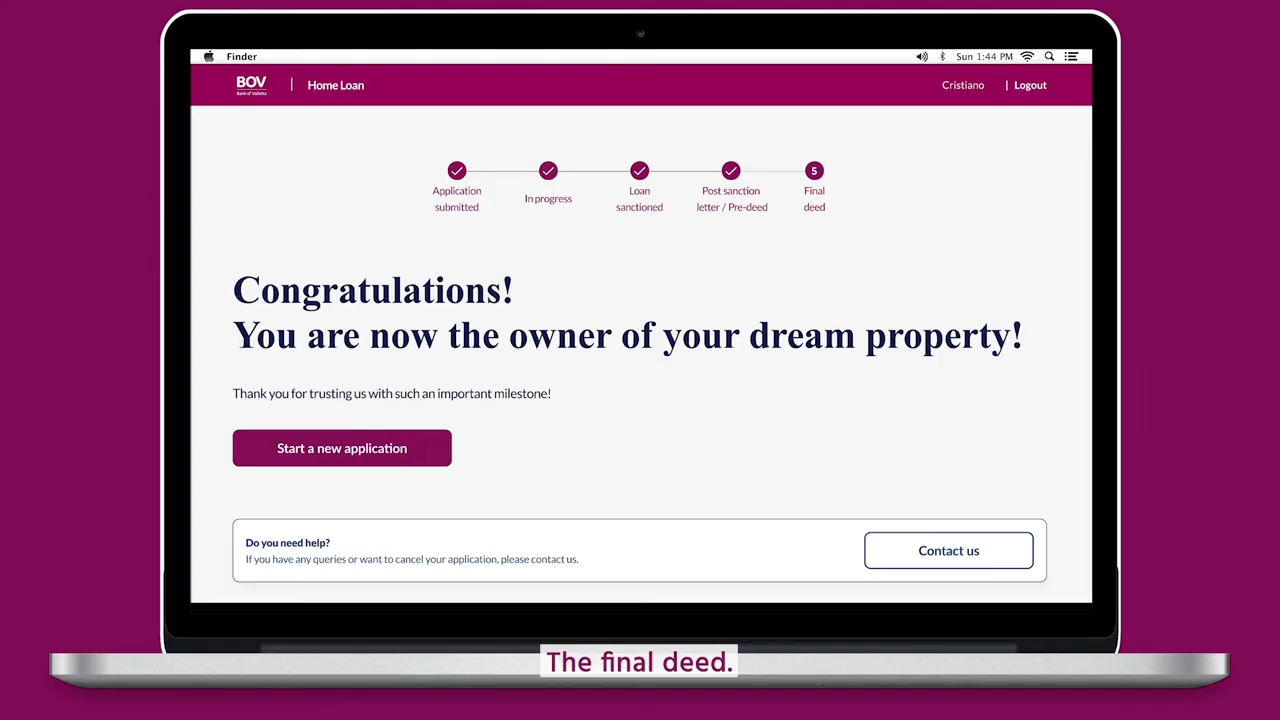 Finder
Sun 1:44 PM
BOV
Bank of Valletta
Home Loan
Cristiano
Logout
5
Application
submitted
In progress
Loan
sanctioned
Post sanction
letter / Pre-deed
Final
deed
Congratulations!
You are now the owner of your dream property!
Thank you for trusting us with such an important milestone!
Start a new application
Do you need help?
If you have any queries or want to cancel your application, please contact us.
Contact us
The final deed.